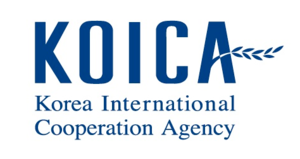 KOICA
Korea International
Cooperation Agency